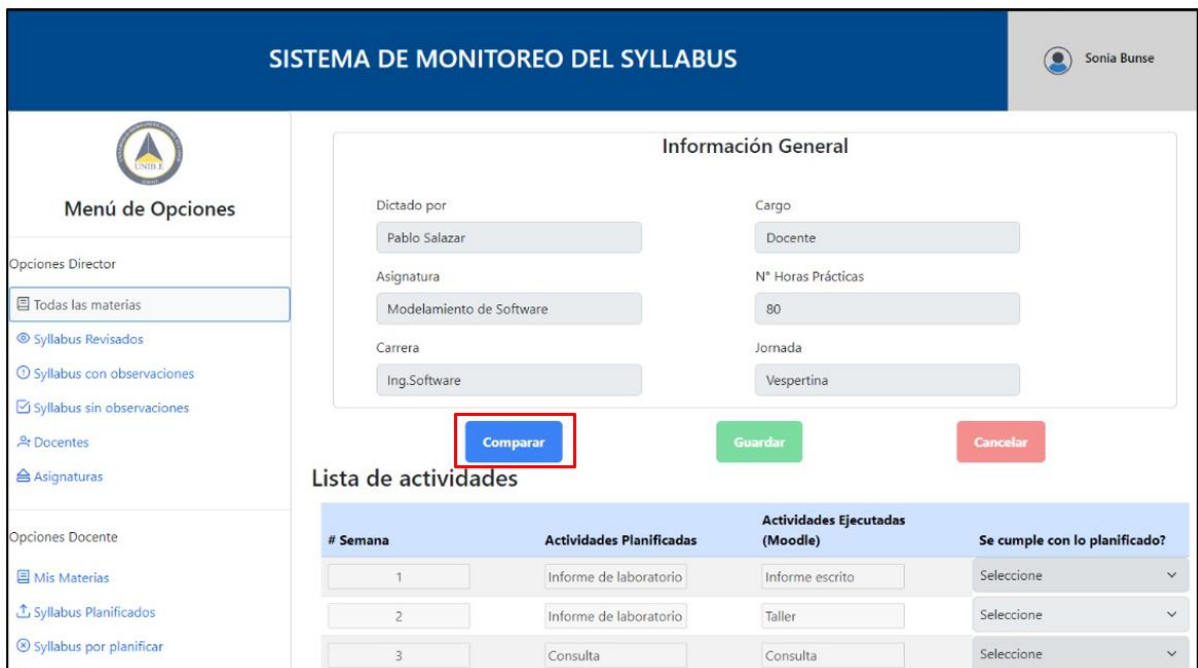 SISTEMA DE MONITOREO DEL SYLLABUS
Sonia Bunse
UNIB.E
Menú de Opciones
Opciones Director
Todas las materias
Syllabus Revisados
Syllabus con observaciones
Syllabus sin observaciones
Docentes
Asignaturas
Opciones Docente
Mis Materias
Syllabus Planificados
Syllabus por planificar
Información General
Dictado por
Cargo
Pablo Salazar
Docente
Asignatura
N° Horas Prácticas
Modelamiento de Software
80
Carrera
Jornada
Ing.Software
Vespertina
Comparar
Guardar
Cancelar
Lista de actividades
# Semana
Actividades Planificadas
Actividades Ejecutadas
(Moodle)
Se cumple con lo planificado?
1
Informe de laboratorio
Informe escrito
Seleccione
2
Informe de laboratorio
Taller
Seleccione
3
Consulta
Consulta
Seleccione